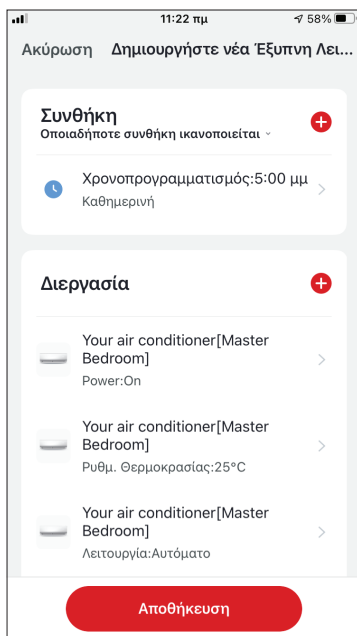 11:22 πμ
58%
Ακύρωση
Δημιουργήστε νέα Έξυπνη Λει...
Συνθήκη
Οποιαδήποτε συνθήκη ικανοποιείται
Χρονοπρογραμματισμός:5:00 μμ
Καθημερινή
Διεργασία
Your air conditioner[Master
Bedroom]
Power:On
Your air conditioner[Master
Bedroom]
Ρυθμ. Θερμοκρασίας:25°C
Your air conditioner[Master
Bedroom]
Λειτουργία:Αυτόματο
Αποθήκευση